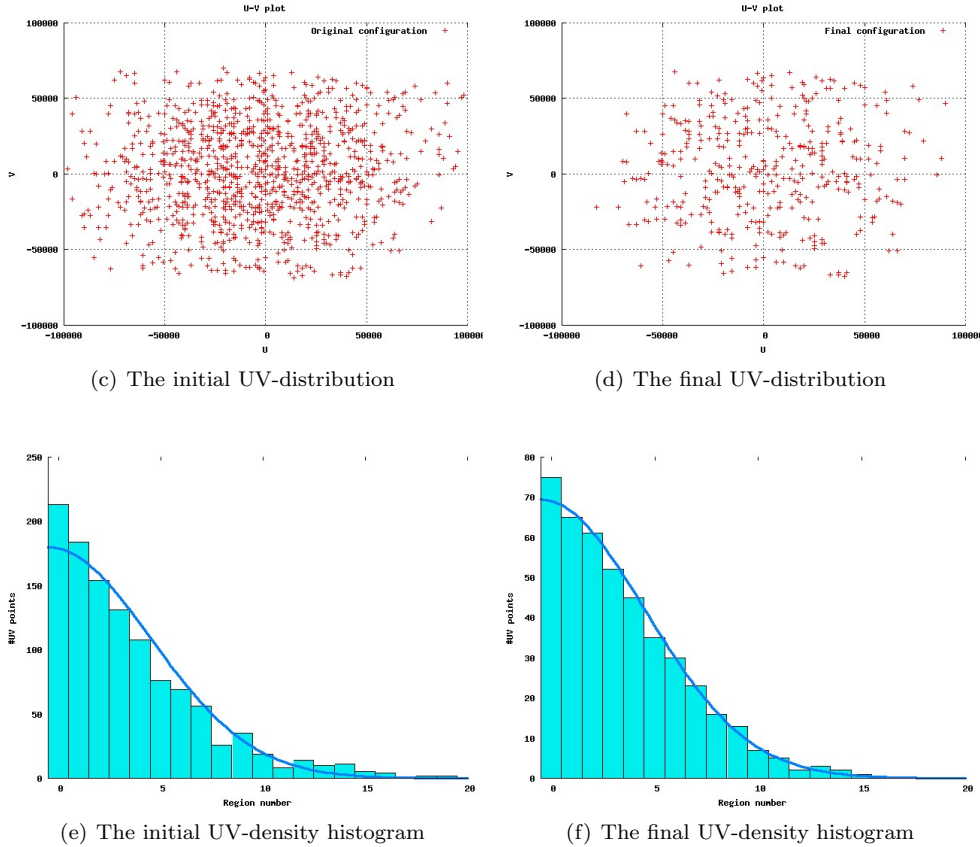 U-V plot
Original configuration
100000
50000
0
-50000
-100000
V
-100000
-50000
0
50000
100000
U
U-V plot
Final configuration
100000
50000
0
-50000
-100000
V
-100000
-50000
0
50000
100000
U
(c) The initial UV-distribution
(d) The final UV-distribution
250
200
150
100
50
0
#UV points
0
5
10
15
20
Region number
80
70
60
50
40
30
20
10
0
#UV points
0
5
10
15
20
Region number
(e) The initial UV-density histogram
(f) The final UV-density histogram